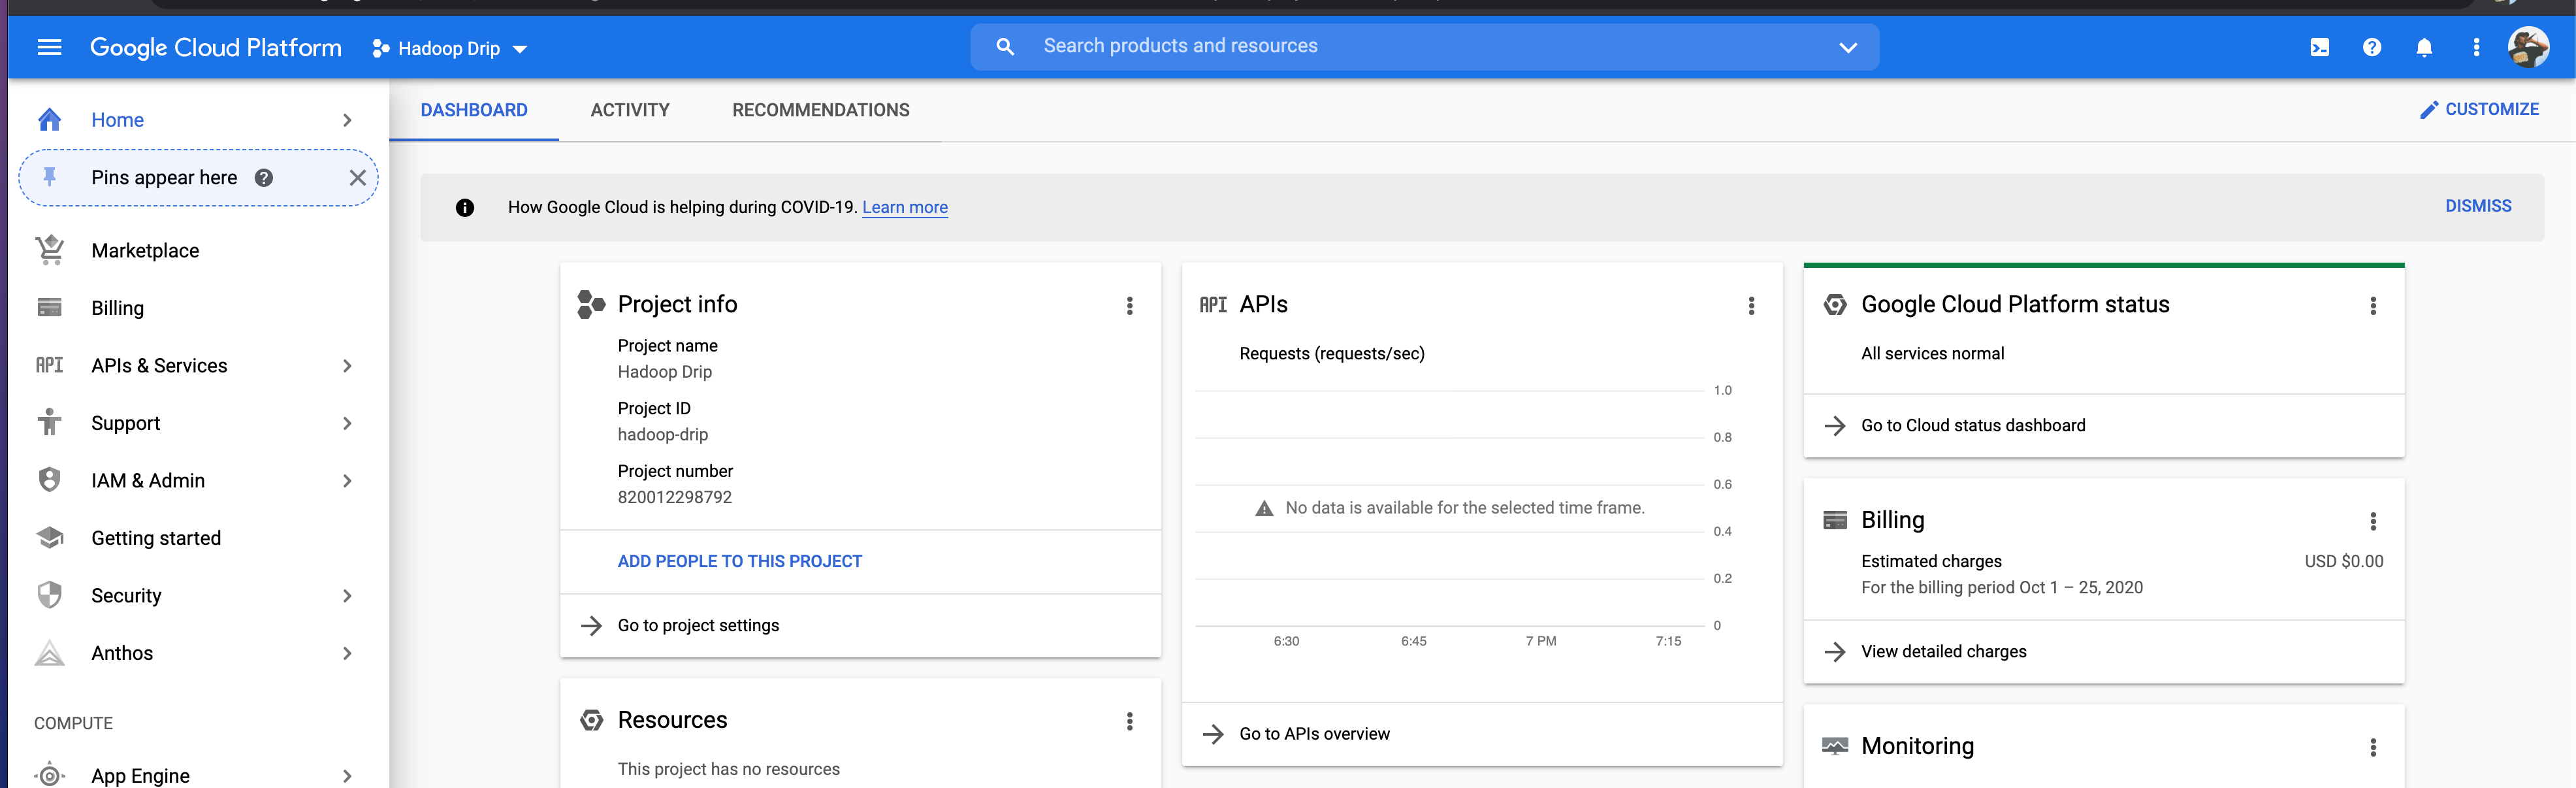 Google Cloud Platform
Hadoop Drip
Search products and resources
Home
Pins appear here
Marketplace
Billing
API
APIs & Services
Support
IAM & Admin
Getting started
Security
Anthos
COMPUTE
App Engine
DASHBOARD
ACTIVITY
RECOMMENDATIONS
CUSTOMIZE
How Google Cloud is helping during COVID-19. Learn more
DISMISS
Project info
Project name
Hadoop Drip
Project ID
hadoop-drip
Project number
820012298792
ADD PEOPLE TO THIS PROJECT
Go to project settings
Resources
This project has no resources
API
APIs
Requests (requests/sec)
1.0
0.8
0.6
No data is available for the selected time frame.
0.4
0.2
0
6:30
6:45
7 PM
7:15
Go to APIs overview
Google Cloud Platform status
All services normal
Go to Cloud status dashboard
Billing
Estimated charges
USD $0.00
For the billing period Oct 1 – 25, 2020
View detailed charges
Monitoring